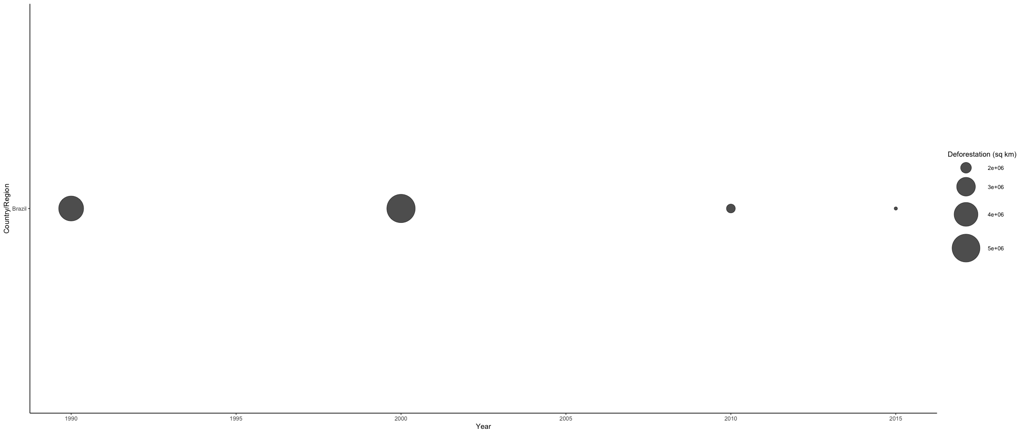 Country/Region
Brazil
1990
1995
2000
2005
2010
2015
Year
Deforestation (sq km)
2e+06
3e+06
4e+06
5e+06